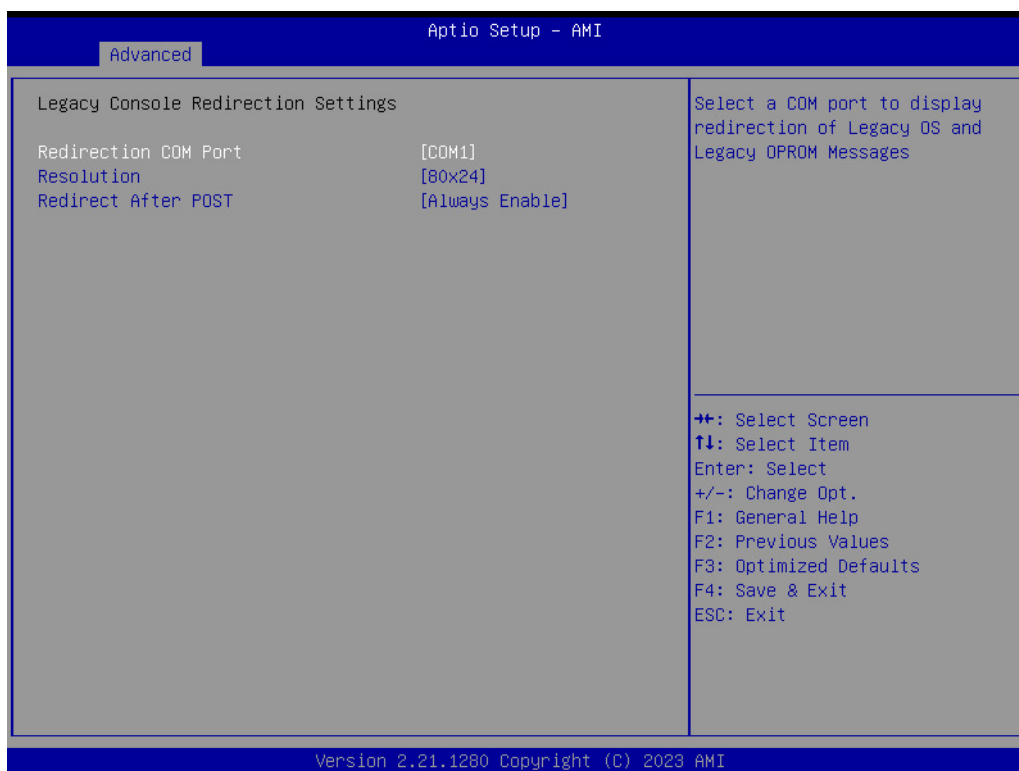 Aptio Setup – AMI
Advanced
Legacy Console Redirection Settings
Redirection COM Port [COM1]
Resolution [80x24]
Redirect After POST [Always Enable]
Select a COM port to display
redirection of Legacy OS and
Legacy OPROM Messages
→←: Select Screen
↑↓: Select Item
Enter: Select
+/-: Change Opt.
F1: General Help
F2: Previous Values
F3: Optimized Defaults
F4: Save & Exit
ESC: Exit
Version 2.21.1280 Copyright (C) 2023 AMI